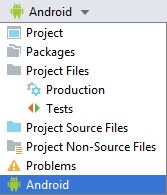 Android
Project
Packages
Project Files
Production
Tests
Project Source Files
Project Non-Source Files
Problems
Android